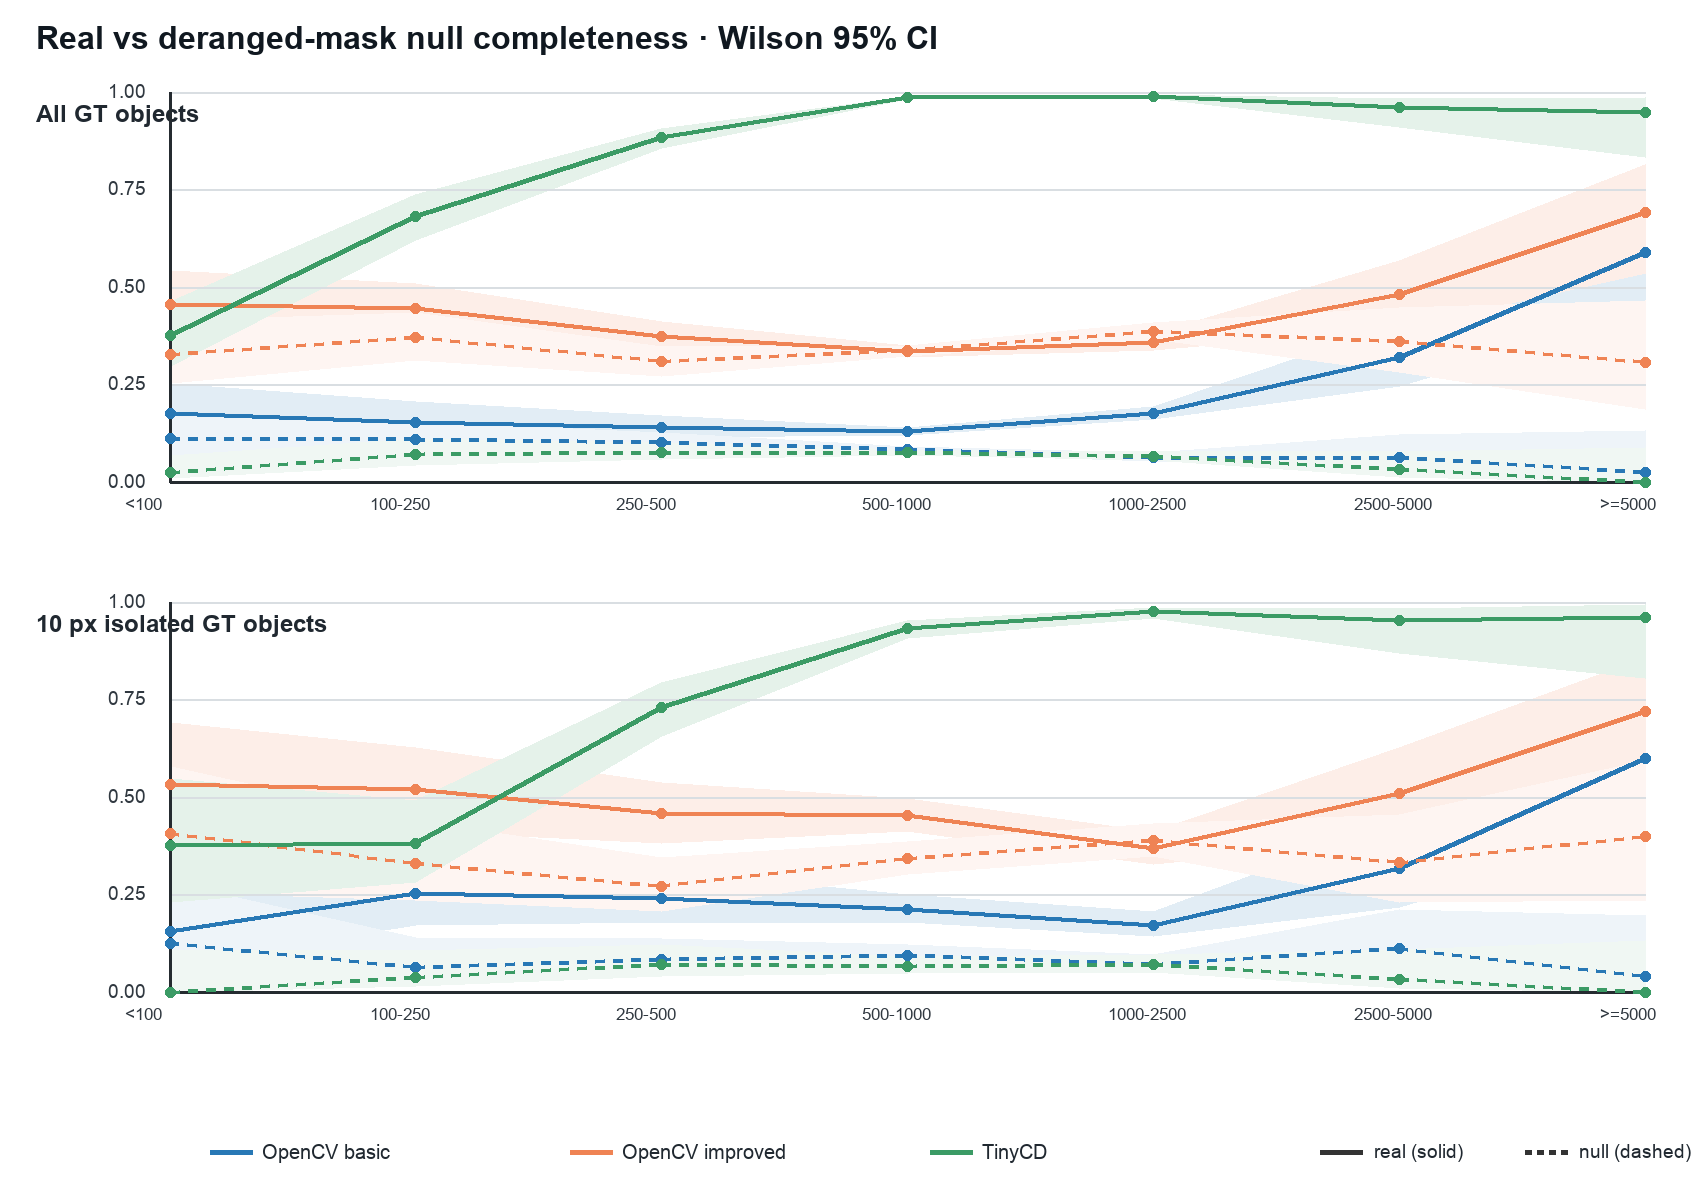 Real vs deranged-mask null completeness · Wilson 95% CI
1.00
All GT objects
0.75
0.50
0.25
0.00
<100 100-250 250-500 500-1000 1000-2500 2500-5000 >=5000
1.00
10 px isolated GT objects
0.75
0.50
0.25
0.00
<100 100-250 250-500 500-1000 1000-2500 2500-5000 >=5000
OpenCV basic OpenCV improved TinyCD real (solid) null (dashed)